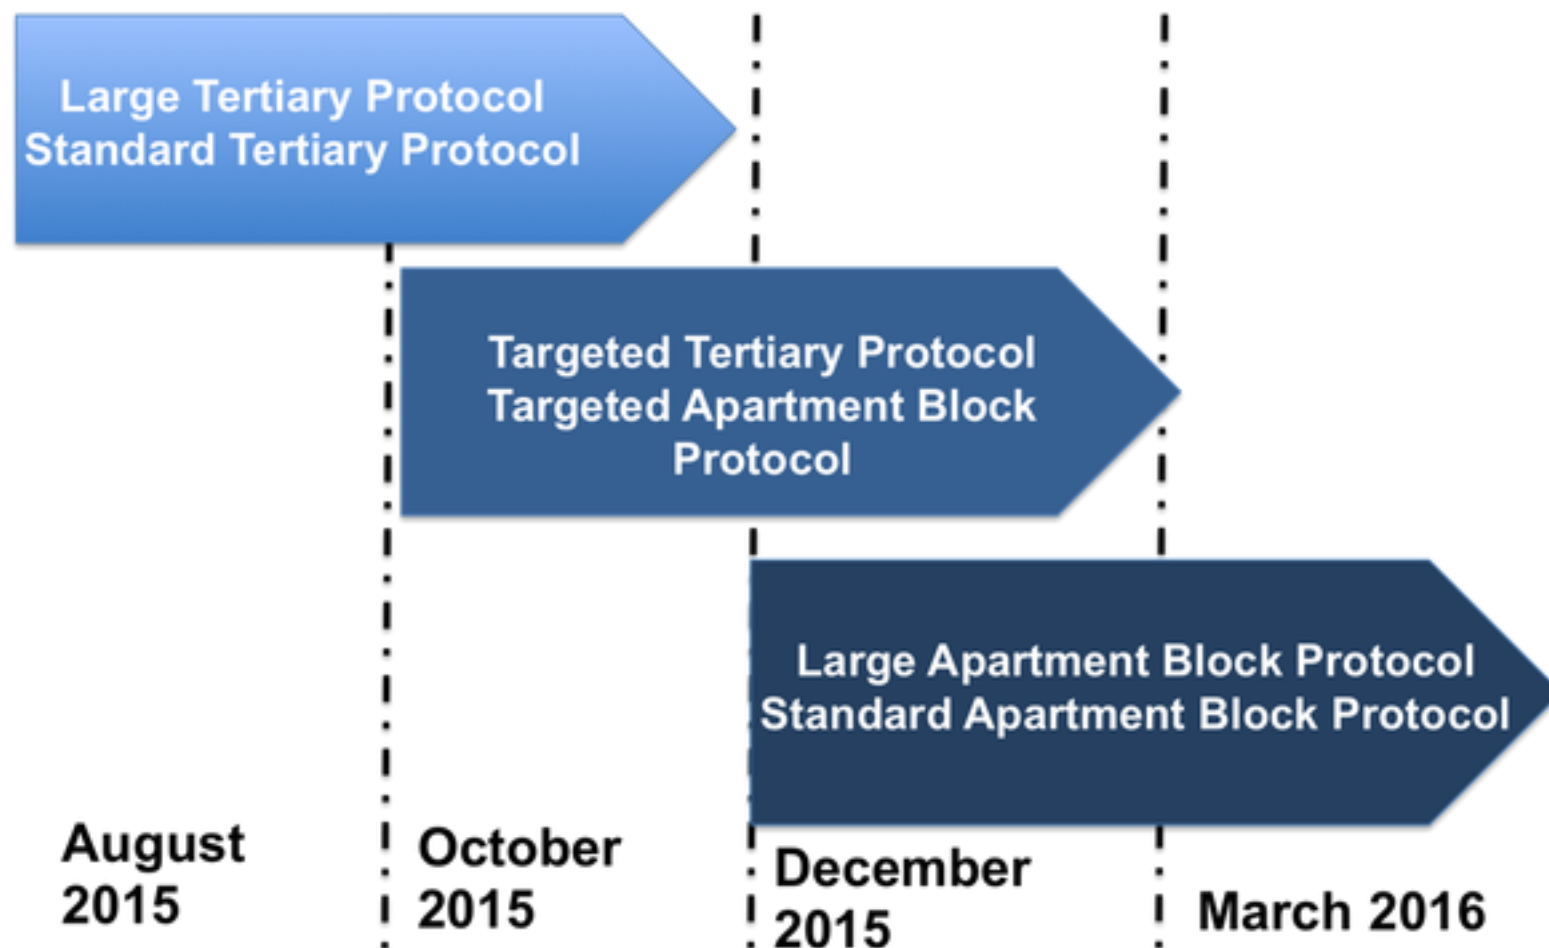 Large Tertiary Protocol
Standard Tertiary Protocol
Targeted Tertiary Protocol
Targeted Apartment Block
Protocol
Large Apartment Block Protocol
Standard Apartment Block Protocol
August
2015
October
2015
December
2015
March 2016